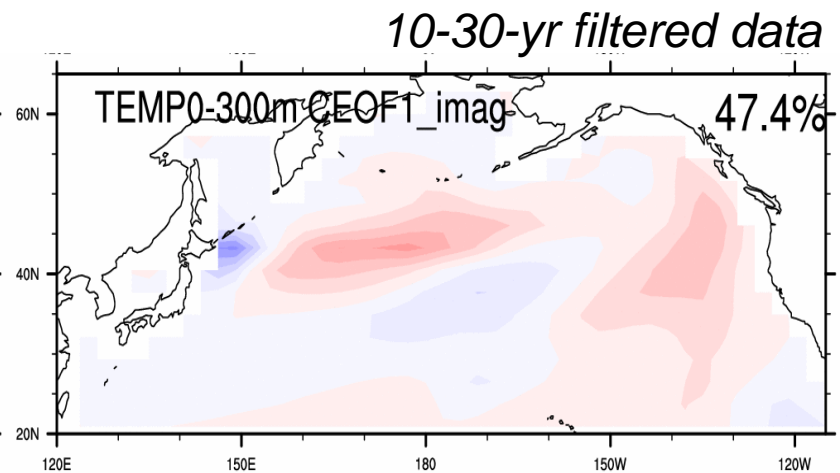 10-30-yr filtered data
TEMP0-300m CEOF1_imag 47.4%
60N
40N
20N
120E 150E 180 150W 120W